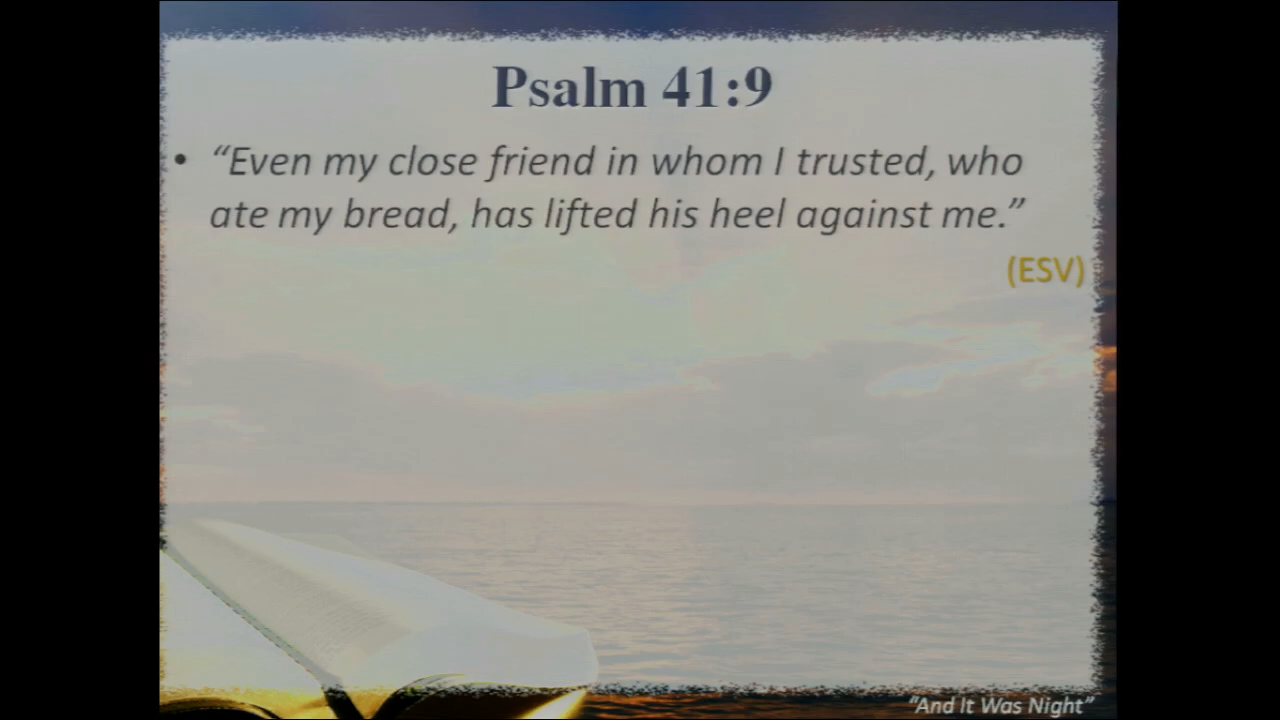 Psalm 41:9
• “Even my close friend in whom I trusted, who
ate my bread, has lifted his heel against me.”
(ESV)
“And It Was Night”